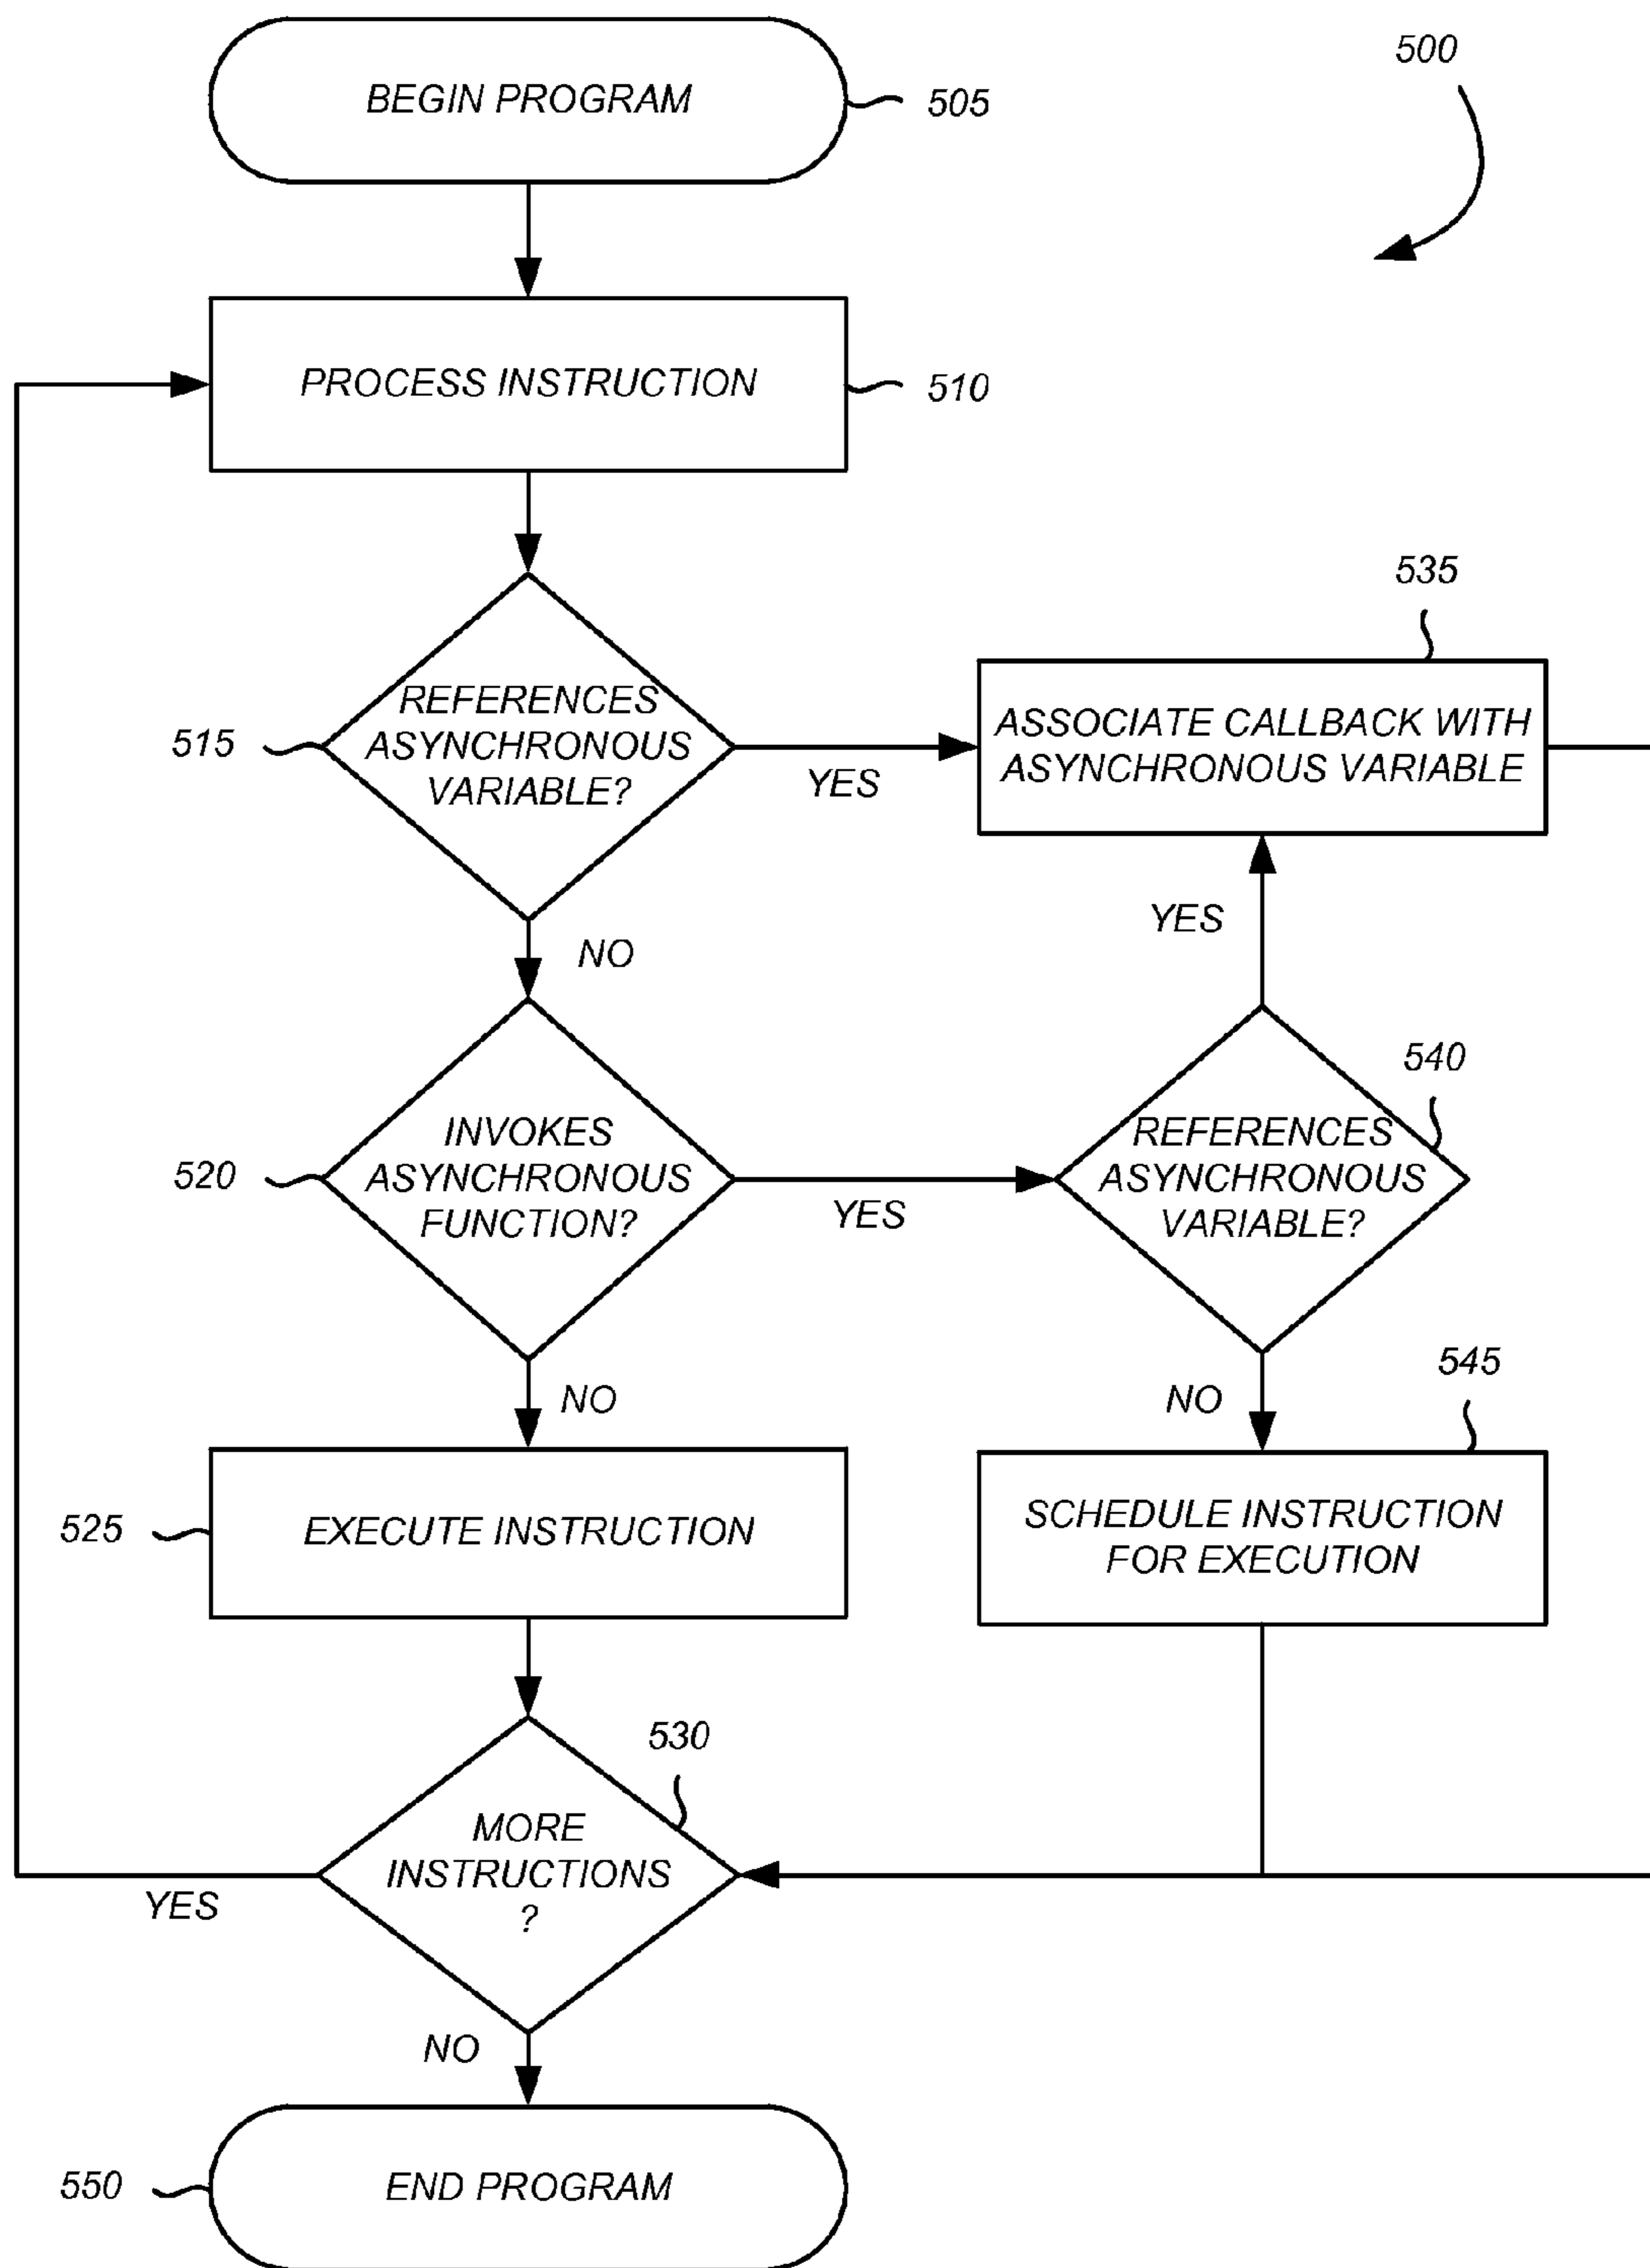 500
BEGIN PROGRAM
505
PROCESS INSTRUCTION
510
535
REFERENCES
ASYNCHRONOUS
VARIABLE?
515
YES
ASSOCIATE CALLBACK WITH
ASYNCHRONOUS VARIABLE
NO
YES
540
INVOKES
ASYNCHRONOUS
FUNCTION?
520
YES
REFERENCES
ASYNCHRONOUS
VARIABLE?
NO
NO
545
EXECUTE INSTRUCTION
525
SCHEDULE INSTRUCTION
FOR EXECUTION
530
MORE
INSTRUCTIONS
?
YES
NO
END PROGRAM
550